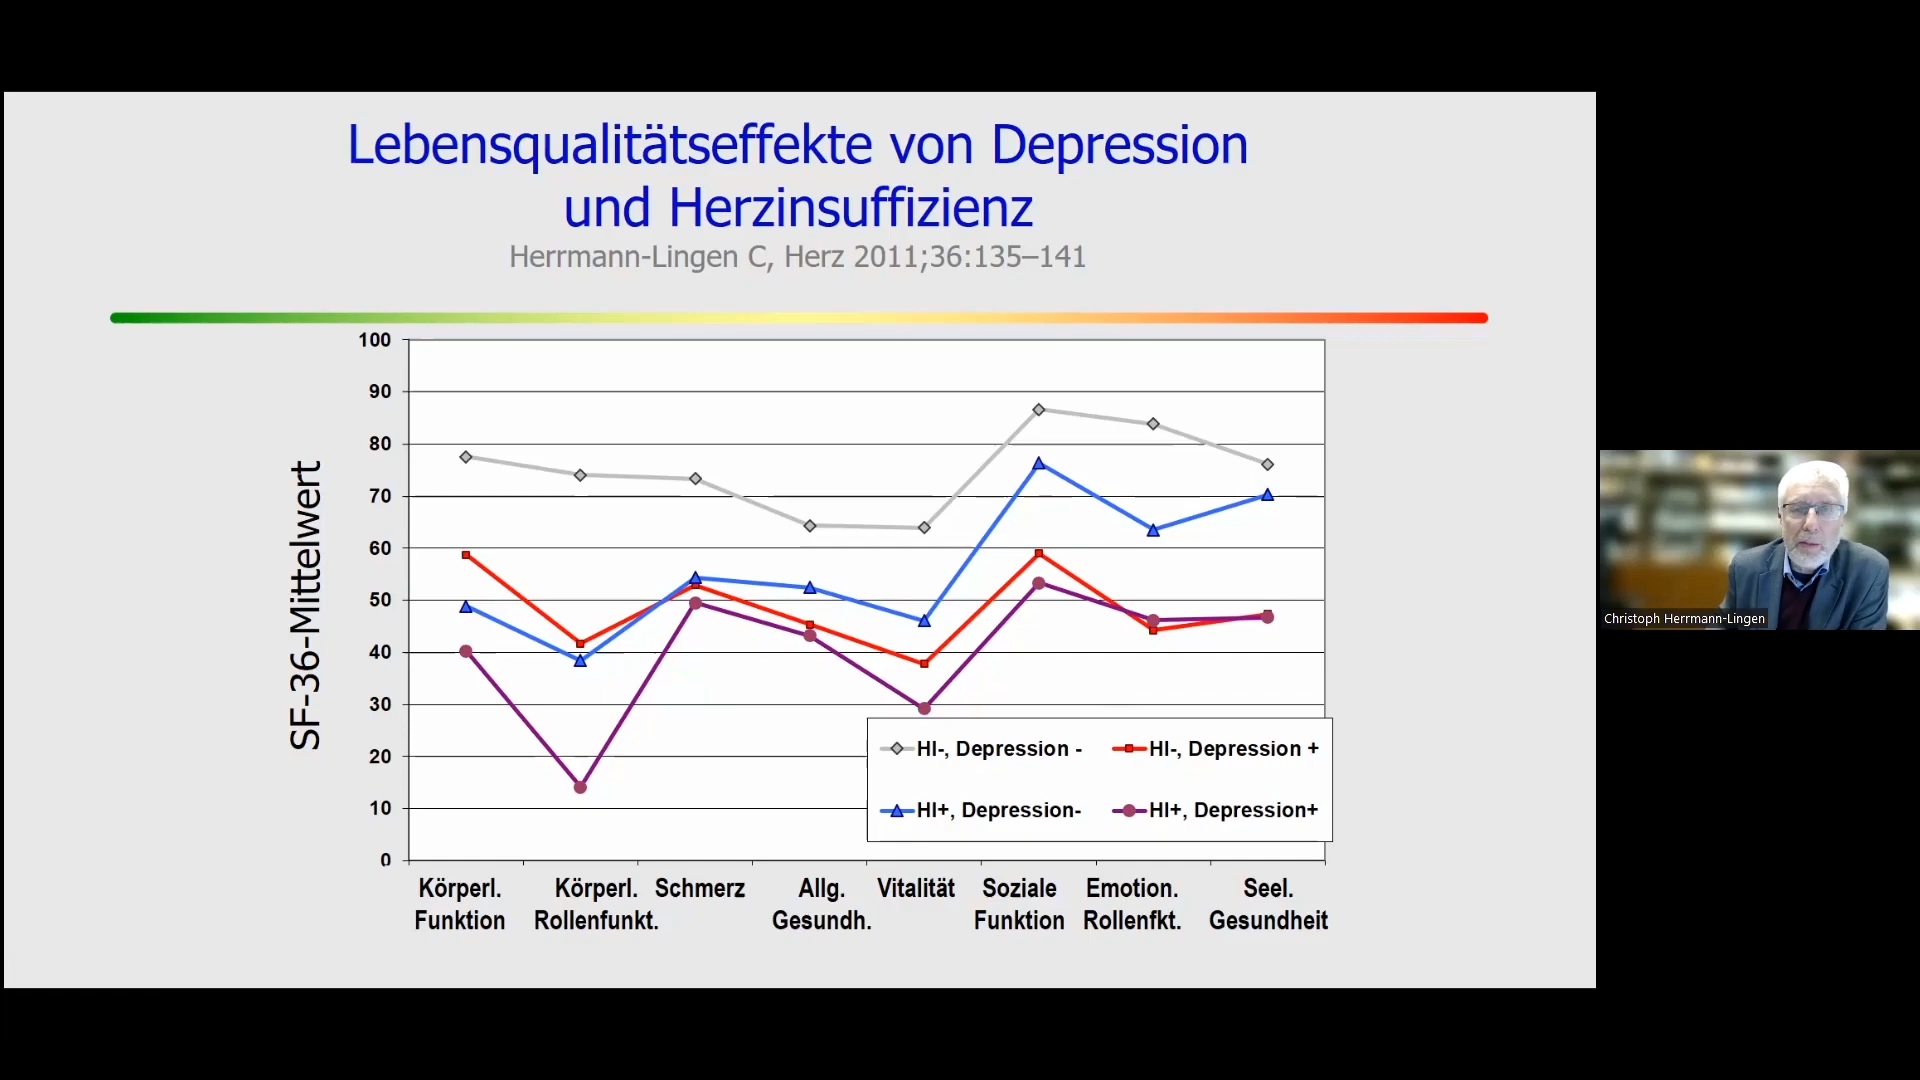 Lebensqualitätseffekte von Depression
und Herzinsuffizienz
Herrmann-Lingen C, Herz 2011;36:135–141
SF-36-Mittelwert
100
90
80
70
60
50
40
30
20
10
0
HI-, Depression -
HI-, Depression +
HI+, Depression-
HI+, Depression+
Körperl. Funktion
Körperl. Rollenfunkt.
Schmerz
Allg. Gesundh.
Vitalität
Soziale Funktion
Emotion. Rollenfkt.
Seel. Gesundheit
Christoph Herrmann-Lingen